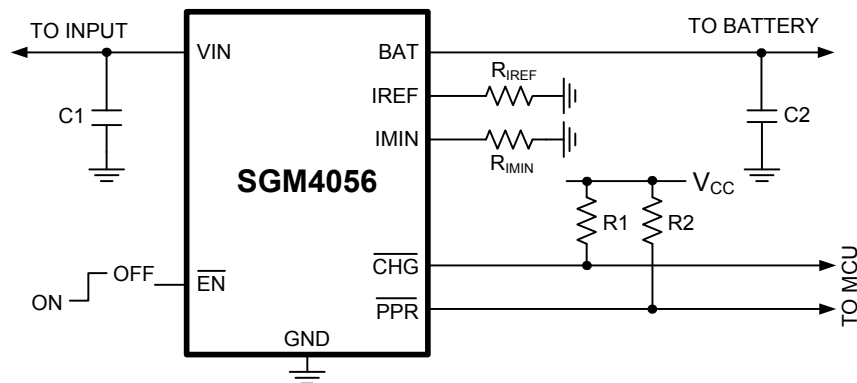 TO INPUT
TO BATTERY
VIN
BAT
R_IREF
IREF
C1
C2
IMIN
R_IMIN
SGM4056
V_CC
R1
R2
OFF
ON
EN
CHG
PPR
TO MCU
GND